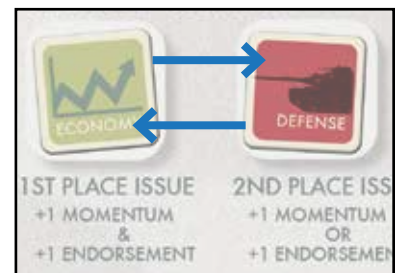 ECONOM
1ST PLACE ISSUE
+1 MOMENTUM
&
+1 ENDORSEMENT
DEFENSE
2ND PLACE ISS
+1 MOMENTUM
OR
+1 ENDORSEMEN